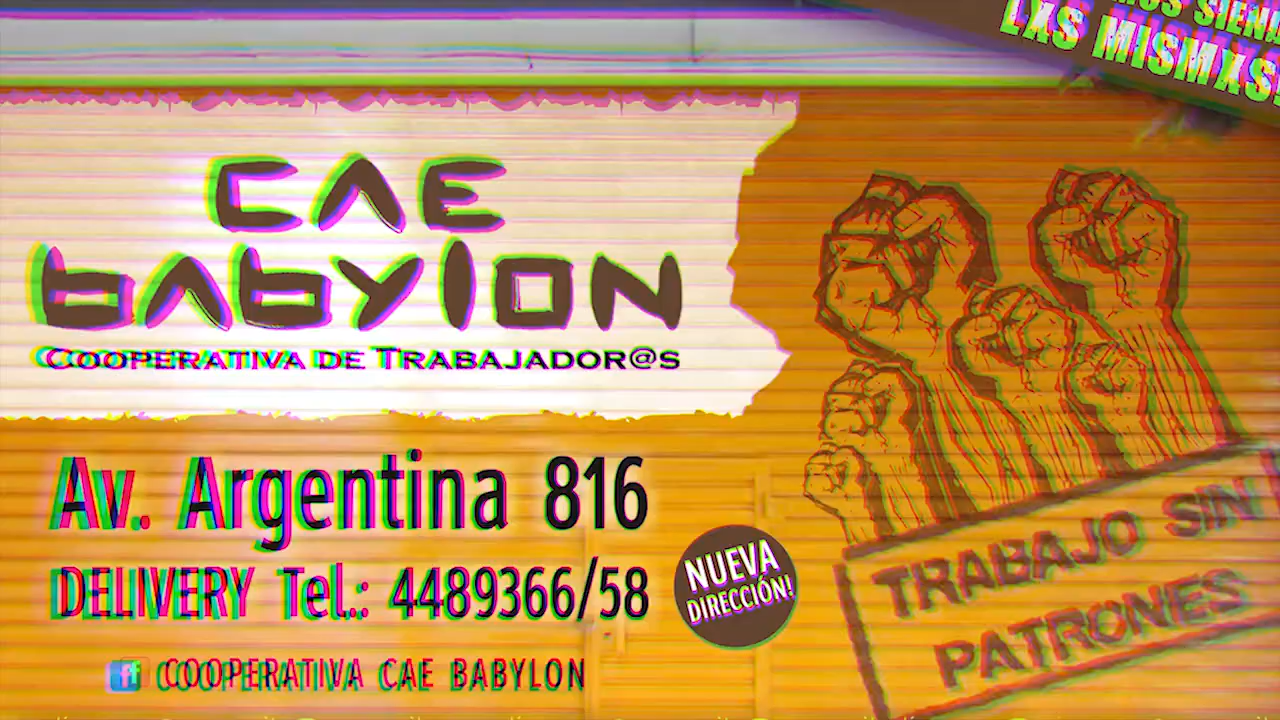 LXS MISMXS
CAE
BABYLON
COOPERATIVA DE TRABAJADOR@S
Av. Argentina 816
DELIVERY Tel.: 4489366/58
NUEVA
DIRECCIÓN!
COOPERATIVA CAE BABYLON
TRABAJO SIN
PATRONES